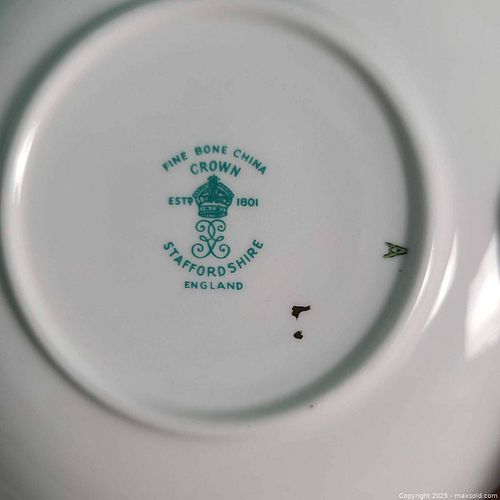 FINE BONE CHINA
CROWN
ESTD 1801
STAFFORDSHIRE
ENGLAND
A
Copyright 2025 - maxsold.com